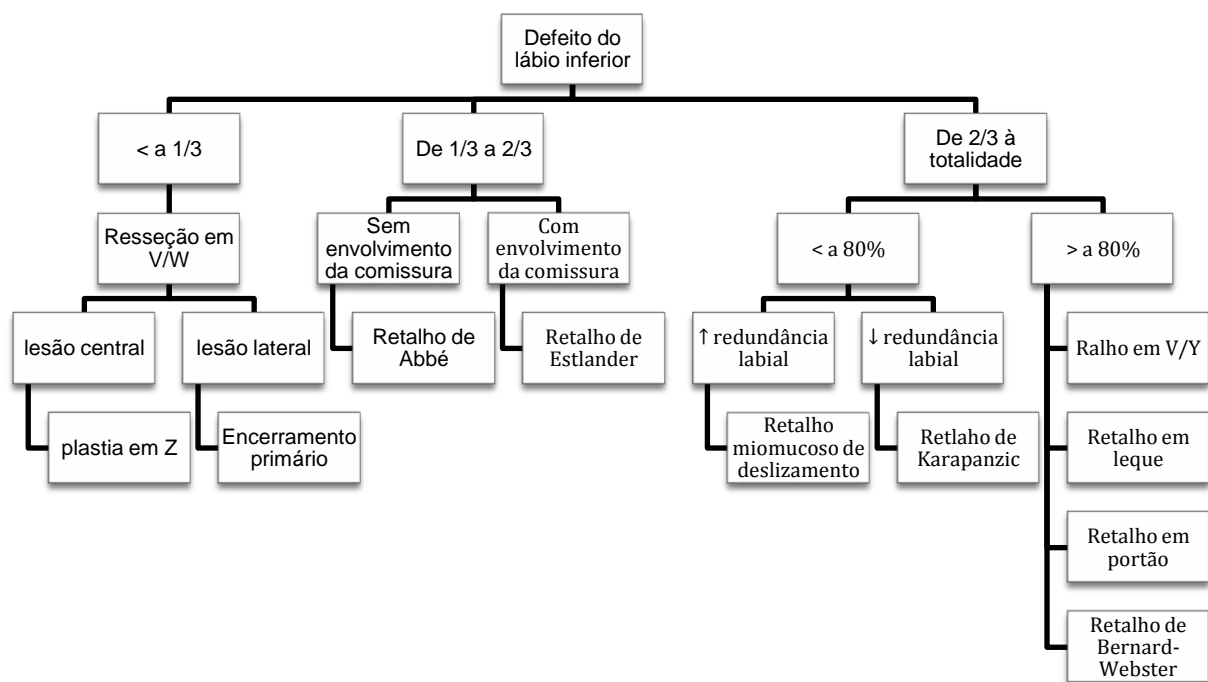 Defeito do
lábio inferior
< a 1/3
De 1/3 a 2/3
De 2/3 à
totalidade
Resseção em
V/W
Sem
envolvimento
da comissura
Com
envolvimento
da comissura
< a 80%
> a 80%
lesão central
lesão lateral
Retalho de
Abbé
Retalho de
Estlander
↑ redundância
labial
↓ redundância
labial
Ralho em V/Y
plastia em Z
Encerramento
primário
Retalho
miomucoso de
deslizamento
Retlaho de
Karapanzic
Retalho em
leque
Retalho em
portão
Retalho de
Bernard-
Webster